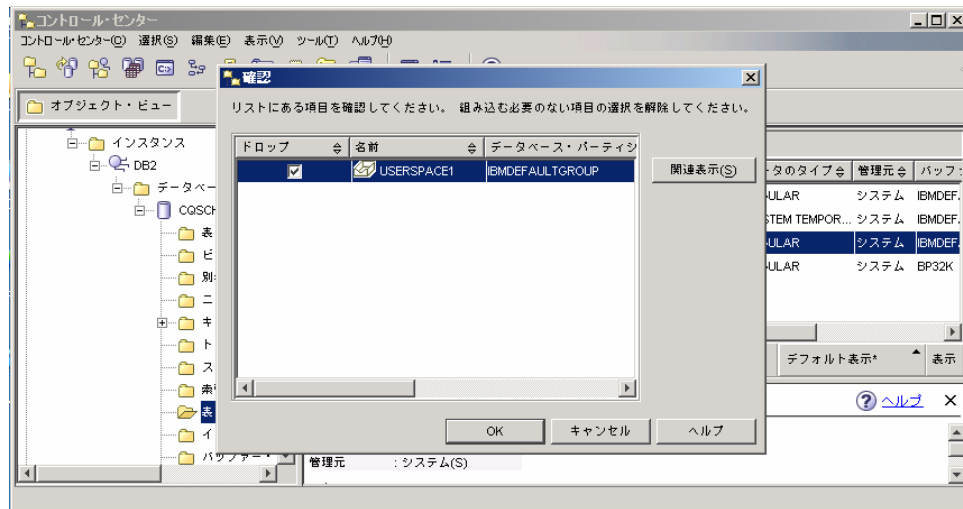 コントロール・センター
コントロール・センター(C) 選択(S) 編集(E) 表示(V) ツール(T) ヘルプ(H)
オブジェクト・ビュー
インスタンス
DB2
データベー
CQSCH
表
ビ
別
ニ
キ
ト
ス
索
表
イ
バッファー・
確認
リストにある項目を確認してください。 組み込む必要のない項目の選択を解除してください。
ドロップ 名前 データベース・パーティシ
USERSPACE1 IBMDEFAULTGROUP
関連表示(S)
OK キャンセル ヘルプ
タのタイプ 管理元 バッファ
ULAR システム IBMDEF.
STEM TEMPOR... システム IBMDEF.
ULAR システム IBMDEF.
ULAR システム BP32K
デフォルト表示* 表示
ヘルプ
管理元 : システム(S)